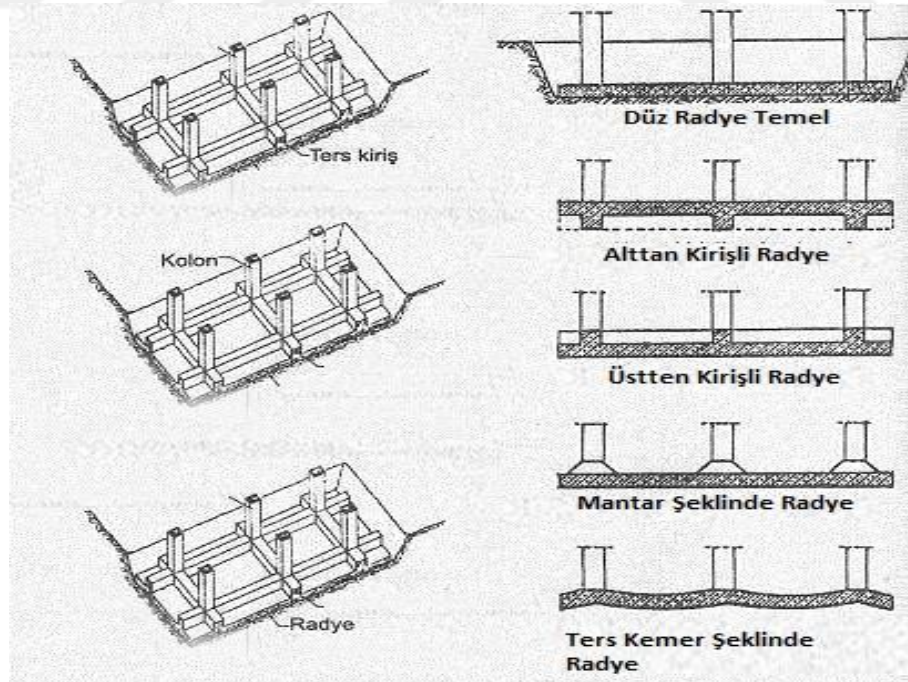 Ters kiriş
Kolon
Radye
Düz Radye Temel
Alttan Kirişli Radye
Üstten Kirişli Radye
Mantar Şeklinde Radye
Ters Kemer Şeklinde
Radye